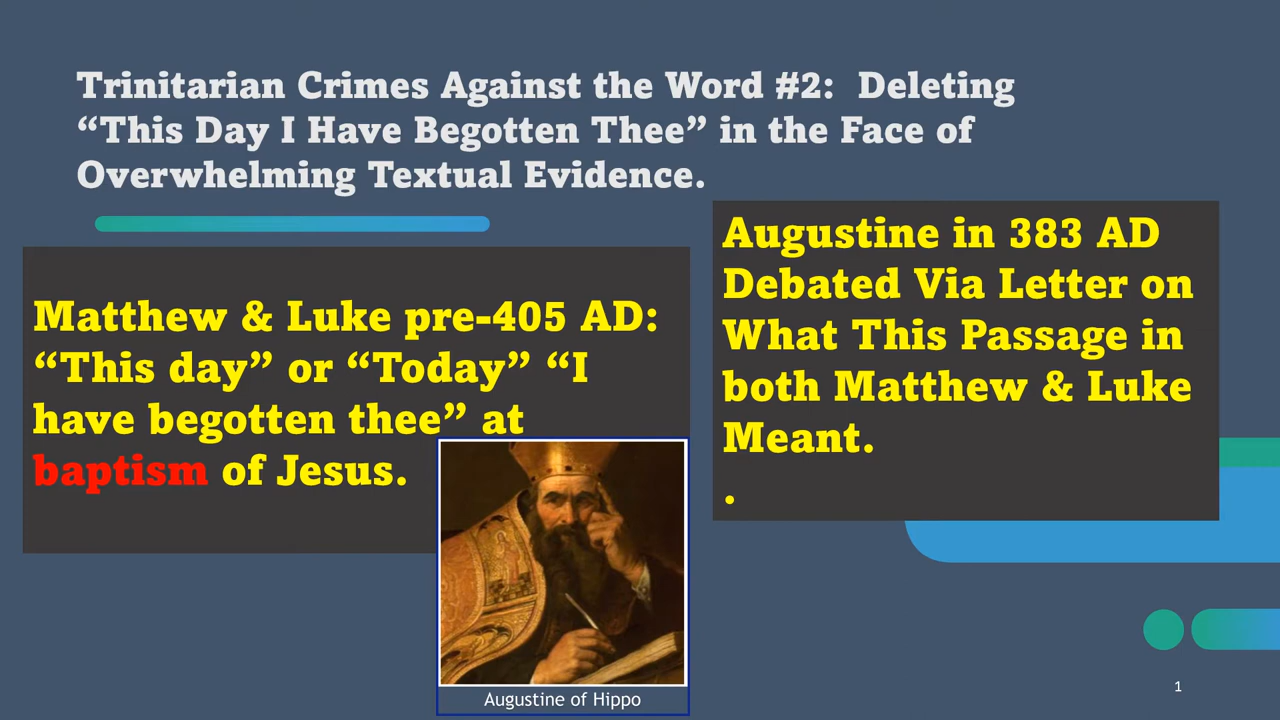 Trinitarian Crimes Against the Word #2:  Deleting
“This Day I Have Begotten Thee” in the Face of
Overwhelming Textual Evidence.
Matthew & Luke pre-405 AD:
“This day” or “Today” “I
have begotten thee” at
baptism of Jesus.
Augustine in 383 AD
Debated Via Letter on
What This Passage in
both Matthew & Luke
Meant.
.
Augustine of Hippo
1